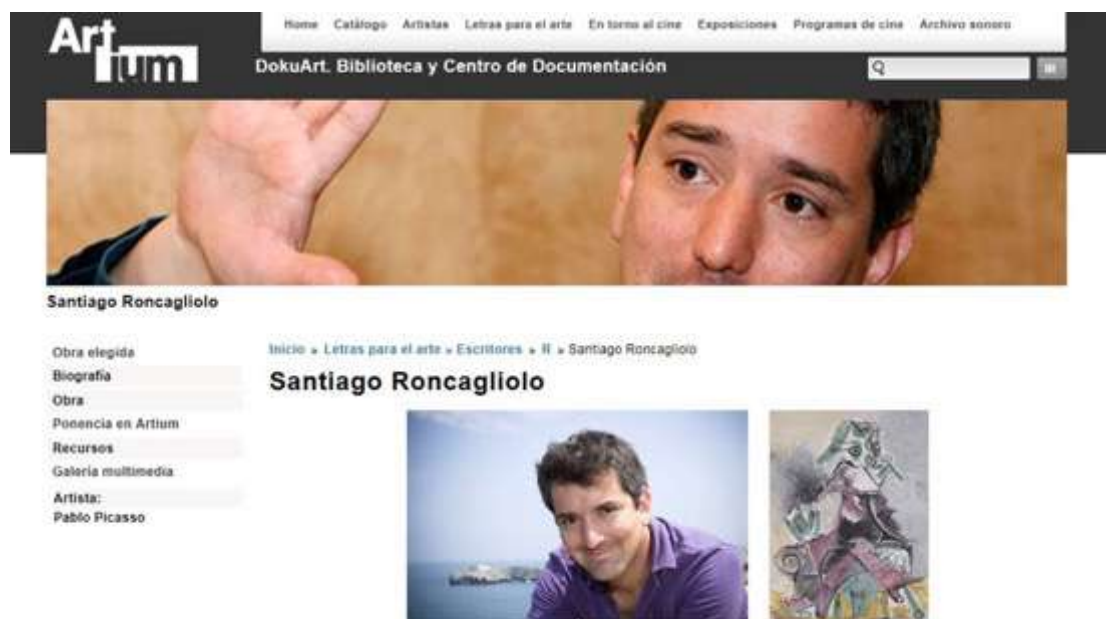 Art
ium
Home Catálogo Artistas Letras para el arte En torno al cine Exposiciones Programas de cine Archivo sonoro
DokuArt. Biblioteca y Centro de Documentación
Santiago Roncagliolo
Obra elegida
Biografía
Obra
Ponencia en Artium
Recursos
Galería multimedia
Artista:
Pablo Picasso
Inicio » Letras para el arte » Escritores » R » Santiago Roncagliolo
Santiago Roncagliolo